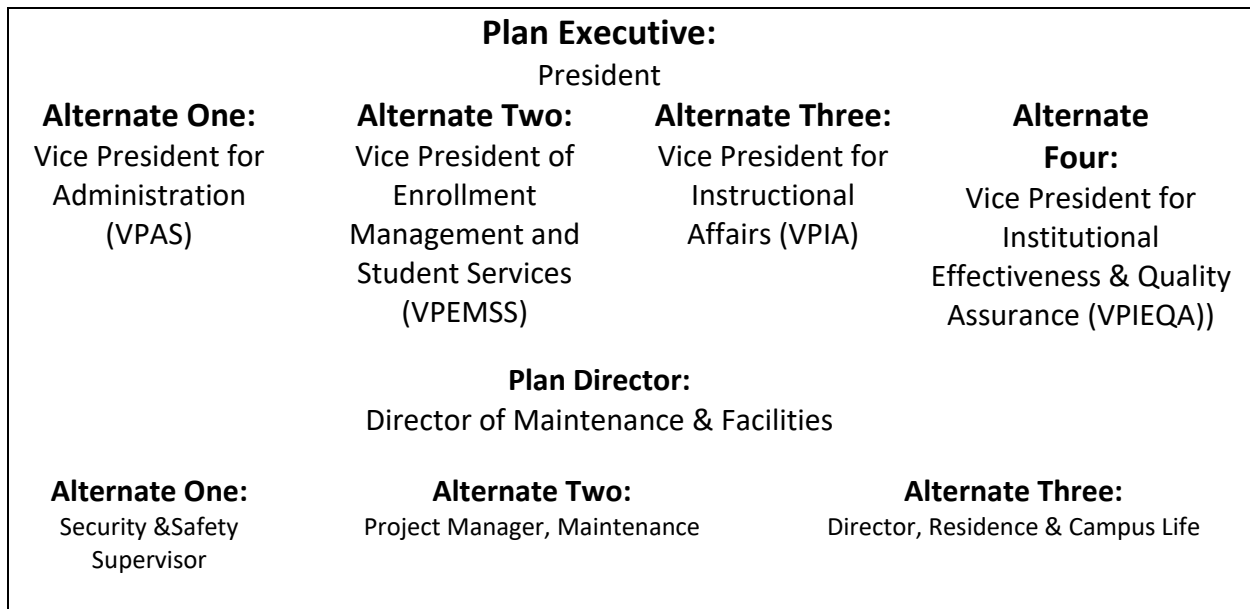 Plan Executive:
President
Alternate One:
Vice President for
Administration
(VPAS)
Alternate Two:
Vice President of
Enrollment
Management and
Student Services
(VPEMSS)
Alternate Three:
Vice President for
Instructional
Affairs (VPIA)
Alternate
Four:
Vice President for
Institutional
Effectiveness & Quality
Assurance (VPIEQA))
Plan Director:
Director of Maintenance & Facilities
Alternate One:
Security &Safety
Supervisor
Alternate Two:
Project Manager, Maintenance
Alternate Three:
Director, Residence & Campus Life